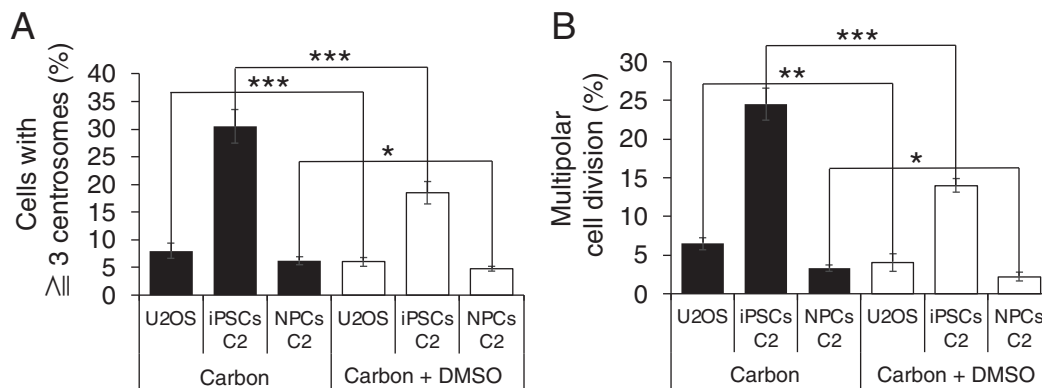 A
Cells with
≧ 3 centrosomes (%)
40
35
30
25
20
15
10
5
0
***
***
*
U2OS
iPSCs C2
NPCs C2
U2OS
iPSCs C2
NPCs C2
Carbon
Carbon + DMSO
B
Multipolar
cell division (%)
30
25
20
15
10
5
0
***
**
*
U2OS
iPSCs C2
NPCs C2
U2OS
iPSCs C2
NPCs C2
Carbon
Carbon + DMSO